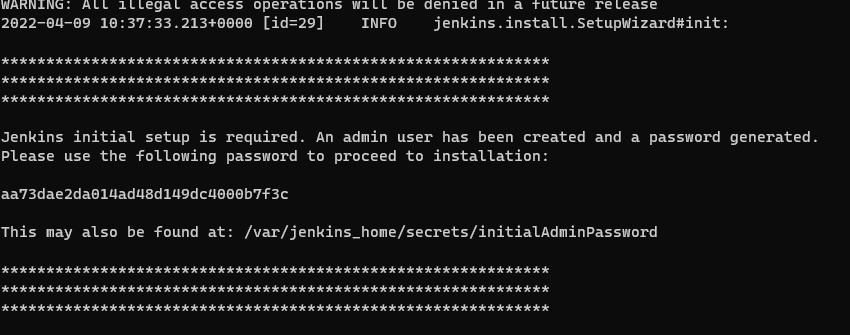 WARNING: All illegal access operations will be denied in a future release
2022-04-09 10:37:33.213+0000 [id=29]    INFO    jenkins.install.SetupWizard#init:
*************************************************************
*************************************************************
*************************************************************
Jenkins initial setup is required. An admin user has been created and a password generated.
Please use the following password to proceed to installation:
aa73dae2da014ad48d149dc4000b7f3c
This may also be found at: /var/jenkins_home/secrets/initialAdminPassword
*************************************************************
*************************************************************
*************************************************************